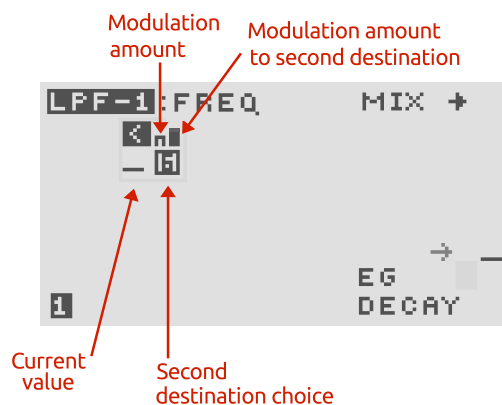 Modulation
amount
Modulation amount
to second destination
LPF-1:FREQ
MIX →
<
G
→
EG
DECAY
1
Current
value
Second
destination choice